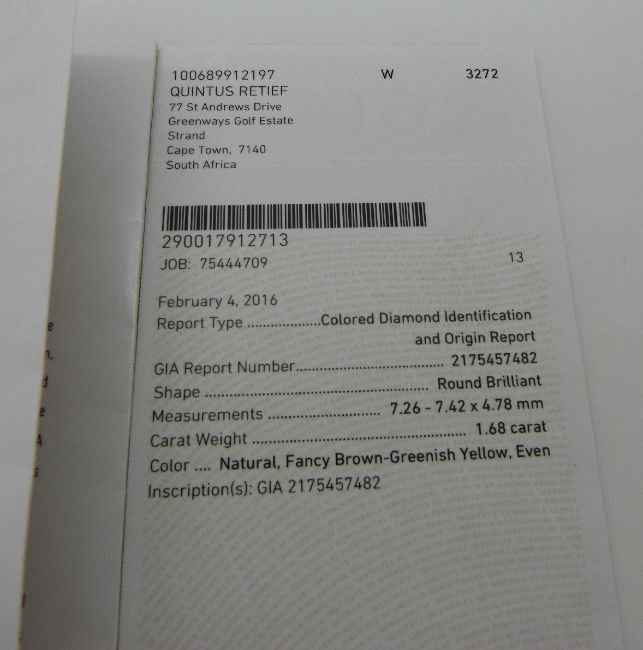 100689912197 W 3272
QUINTUS RETIEF
77 St Andrews Drive
Greenways Golf Estate
Strand
Cape Town, 7140
South Africa
290017912713
JOB: 75444709 13
February 4, 2016
Report Type ....................Colored Diamond Identification
and Origin Report
GIA Report Number........................................ 2175457482
Shape ............................................................ Round Brilliant
Measurements .............................. 7.26 - 7.42 x 4.78 mm
Carat Weight .......................................................... 1.68 carat
Color .... Natural, Fancy Brown-Greenish Yellow, Even
Inscription(s): GIA 2175457482